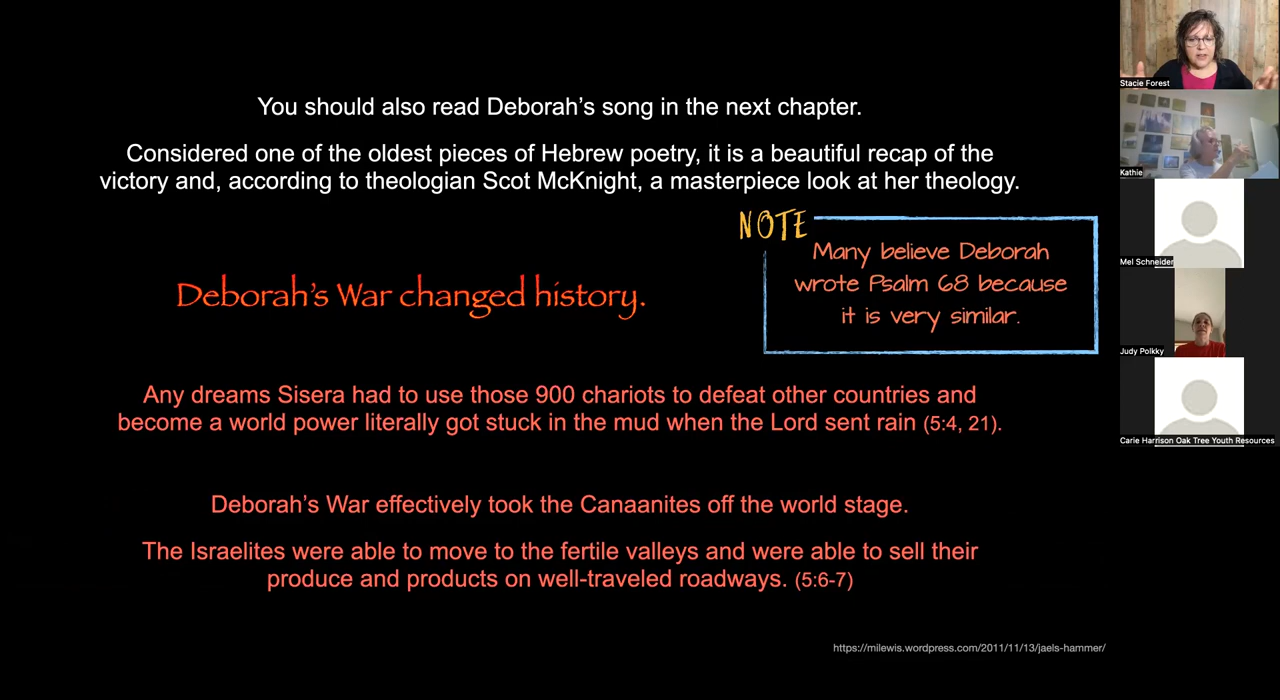 You should also read Deborah's song in the next chapter.
Considered one of the oldest pieces of Hebrew poetry, it is a beautiful recap of the
victory and, according to theologian Scot McKnight, a masterpiece look at her theology.
NOTE
Many believe Deborah
wrote Psalm 68 because
it is very similar.
Deborah's War changed history.
Any dreams Sisera had to use those 900 chariots to defeat other countries and
become a world power literally got stuck in the mud when the Lord sent rain (5:4, 21).
Deborah's War effectively took the Canaanites off the world stage.
The Israelites were able to move to the fertile valleys and were able to sell their
produce and products on well-traveled roadways. (5:6-7)
https://milewis.wordpress.com/2011/11/13/jaels-hammer/
Stacie Forest
Kathie
Mel Schneider
Judy Polkky
Carie Harrison Oak Tree Youth Resources